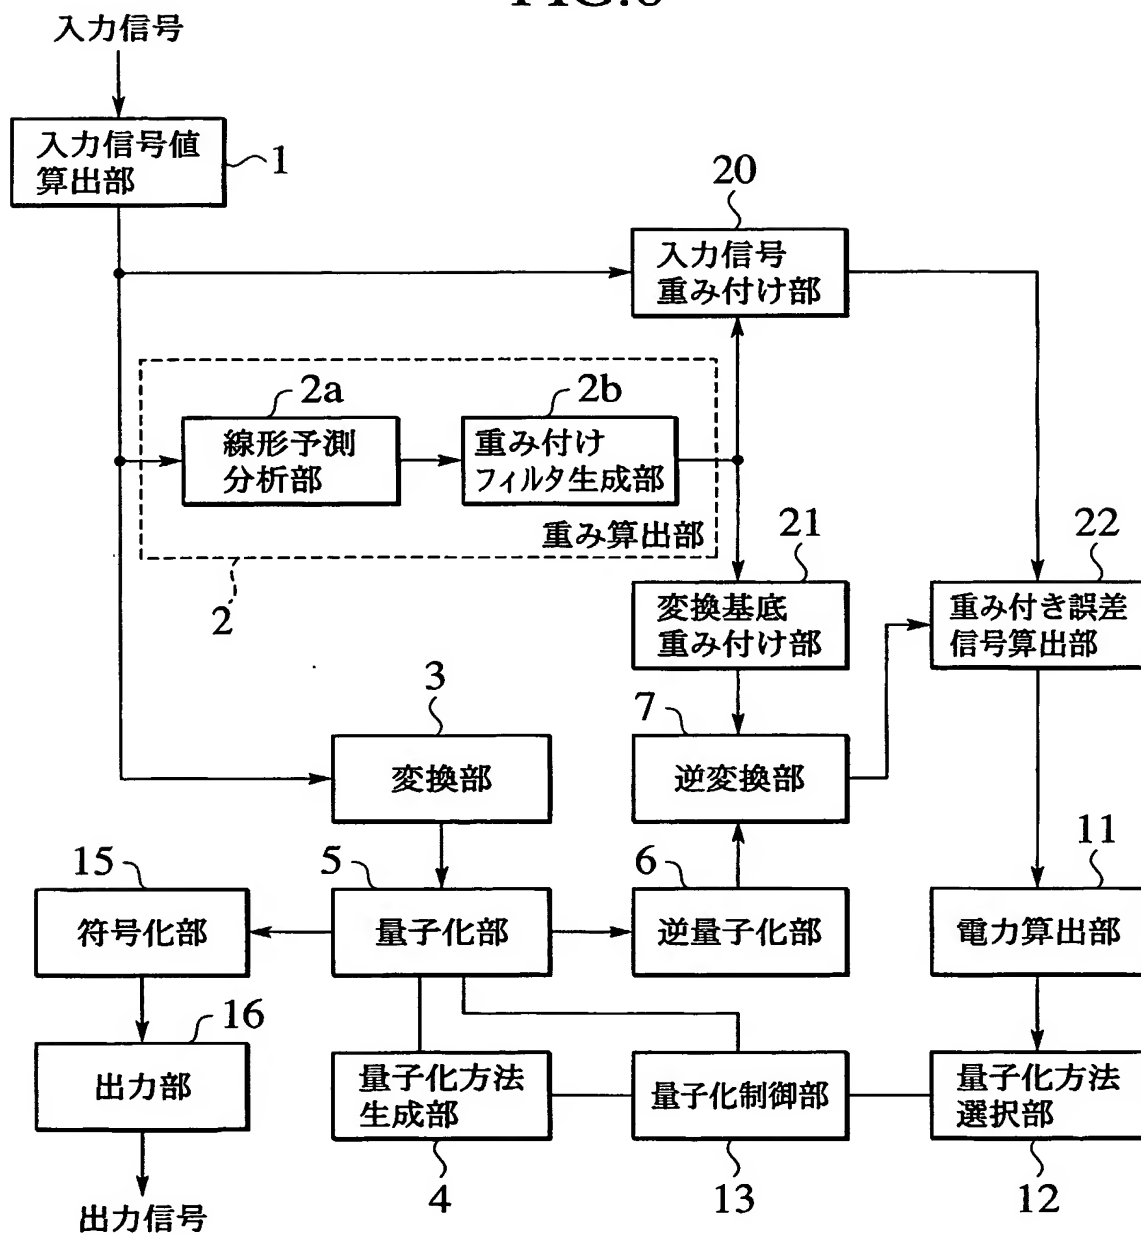 入力信号
入力信号値
算出部
1
20
入力信号
重み付け部
2a
2b
線形予測
分析部
重み付け
フィルタ生成部
重み算出部
2
21
22
変換基底
重み付け部
重み付き誤差
信号算出部
3
7
変換部
逆変換部
15
5
6
11
符号化部
量子化部
逆量子化部
電力算出部
16
出力部
量子化方法
生成部
量子化制御部
量子化方法
選択部
4
13
12
出力信号